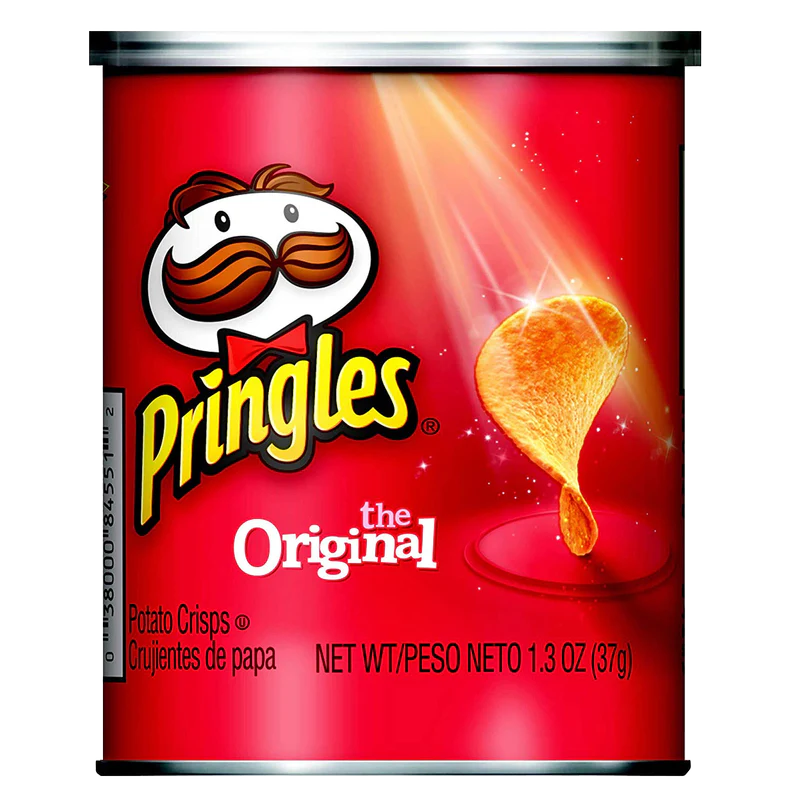 Pringles®
the
Original
Potato Crisps Ⓤ
Crujientes de papa
NET WT/PESO NETO 1.3 OZ (37g)
0 38000 84551 2